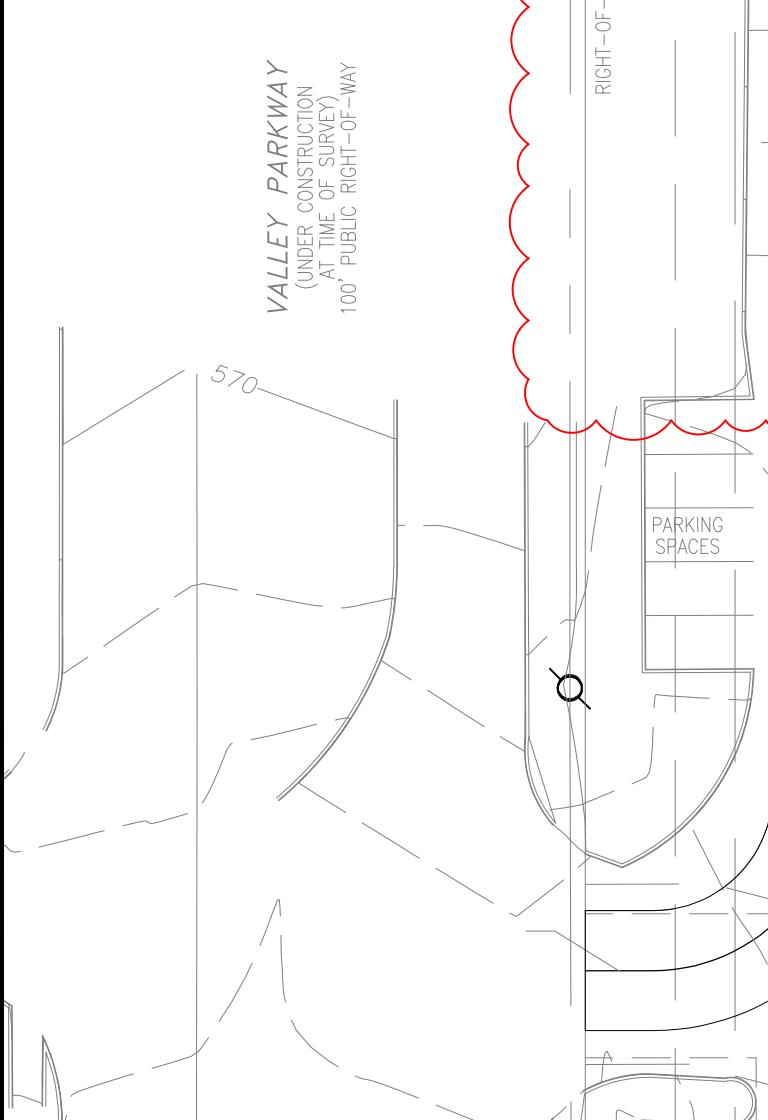 VALLEY PARKWAY
(UNDER CONSTRUCTION
AT TIME OF SURVEY)
100' PUBLIC RIGHT-OF-WAY
RIGHT-OF-
570
PARKING
SPACES